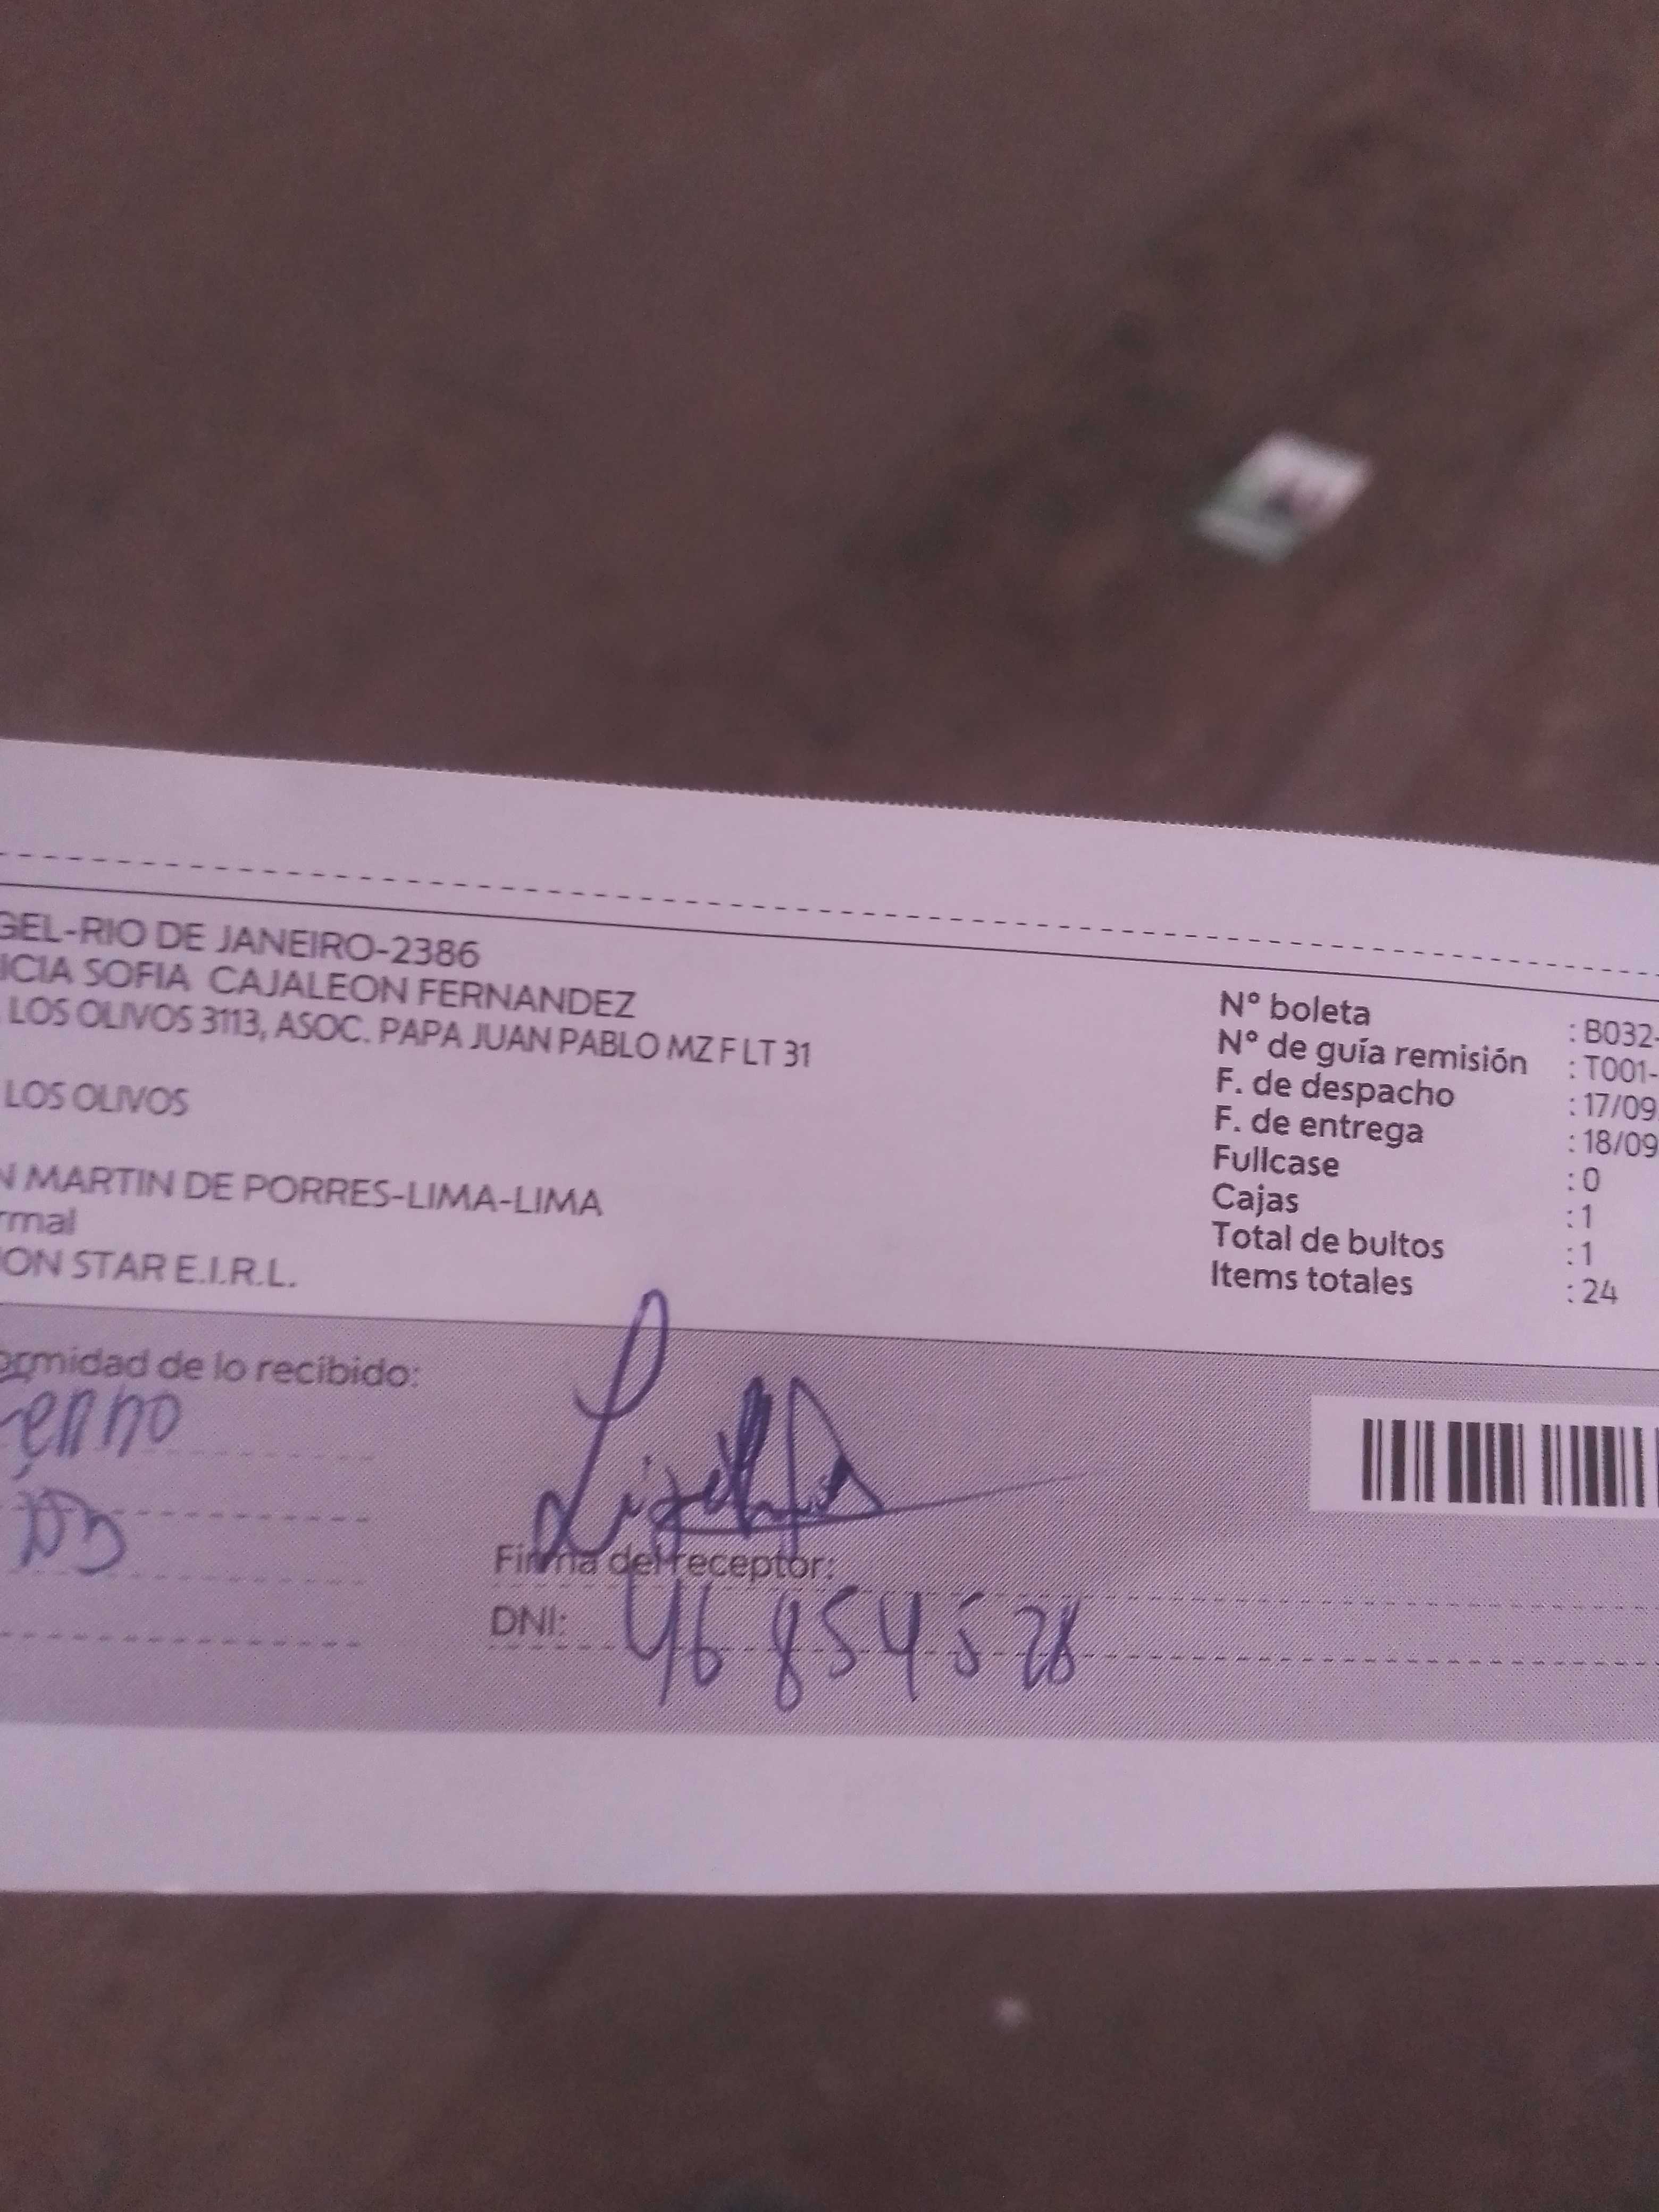 GEL-RIO DE JANEIRO-2386
ICIA SOFIA CAJALEON FERNANDEZ
LOS OLIVOS 3113, ASOC. PAPA JUAN PABLO MZ F LT 31
LOS OLIVOS
N MARTIN DE PORRES-LIMA-LIMA
rmal
ON STAR E.I.R.L.
N° boleta : B032-
N° de guía remisión : T001-
F. de despacho : 17/09
F. de entrega : 18/09
Fullcase : 0
Cajas : 1
Total de bultos : 1
Items totales : 24
ormidad de lo recibido:
Firma del receptor:
DNI: